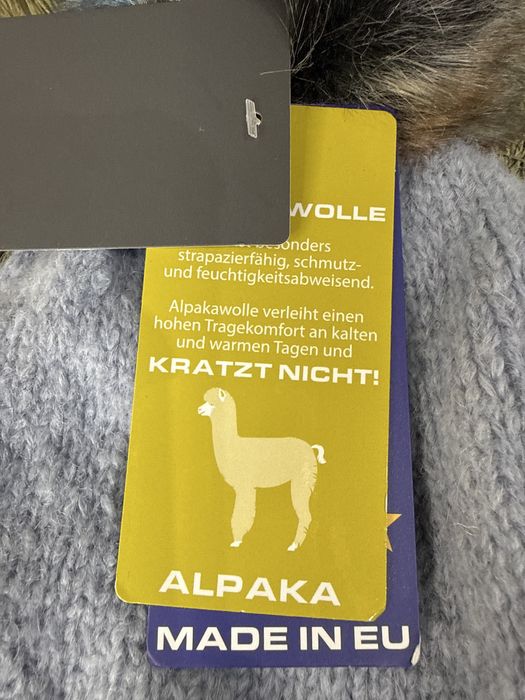 WOLLE
besonders
strapazierfähig, schmutz-
und feuchtigkeitsabweisend.
Alpakawolle verleiht einen
hohen Tragekomfort an kalten
und warmen Tagen und
KRATZT NICHT!
ALPAKA
MADE IN EU